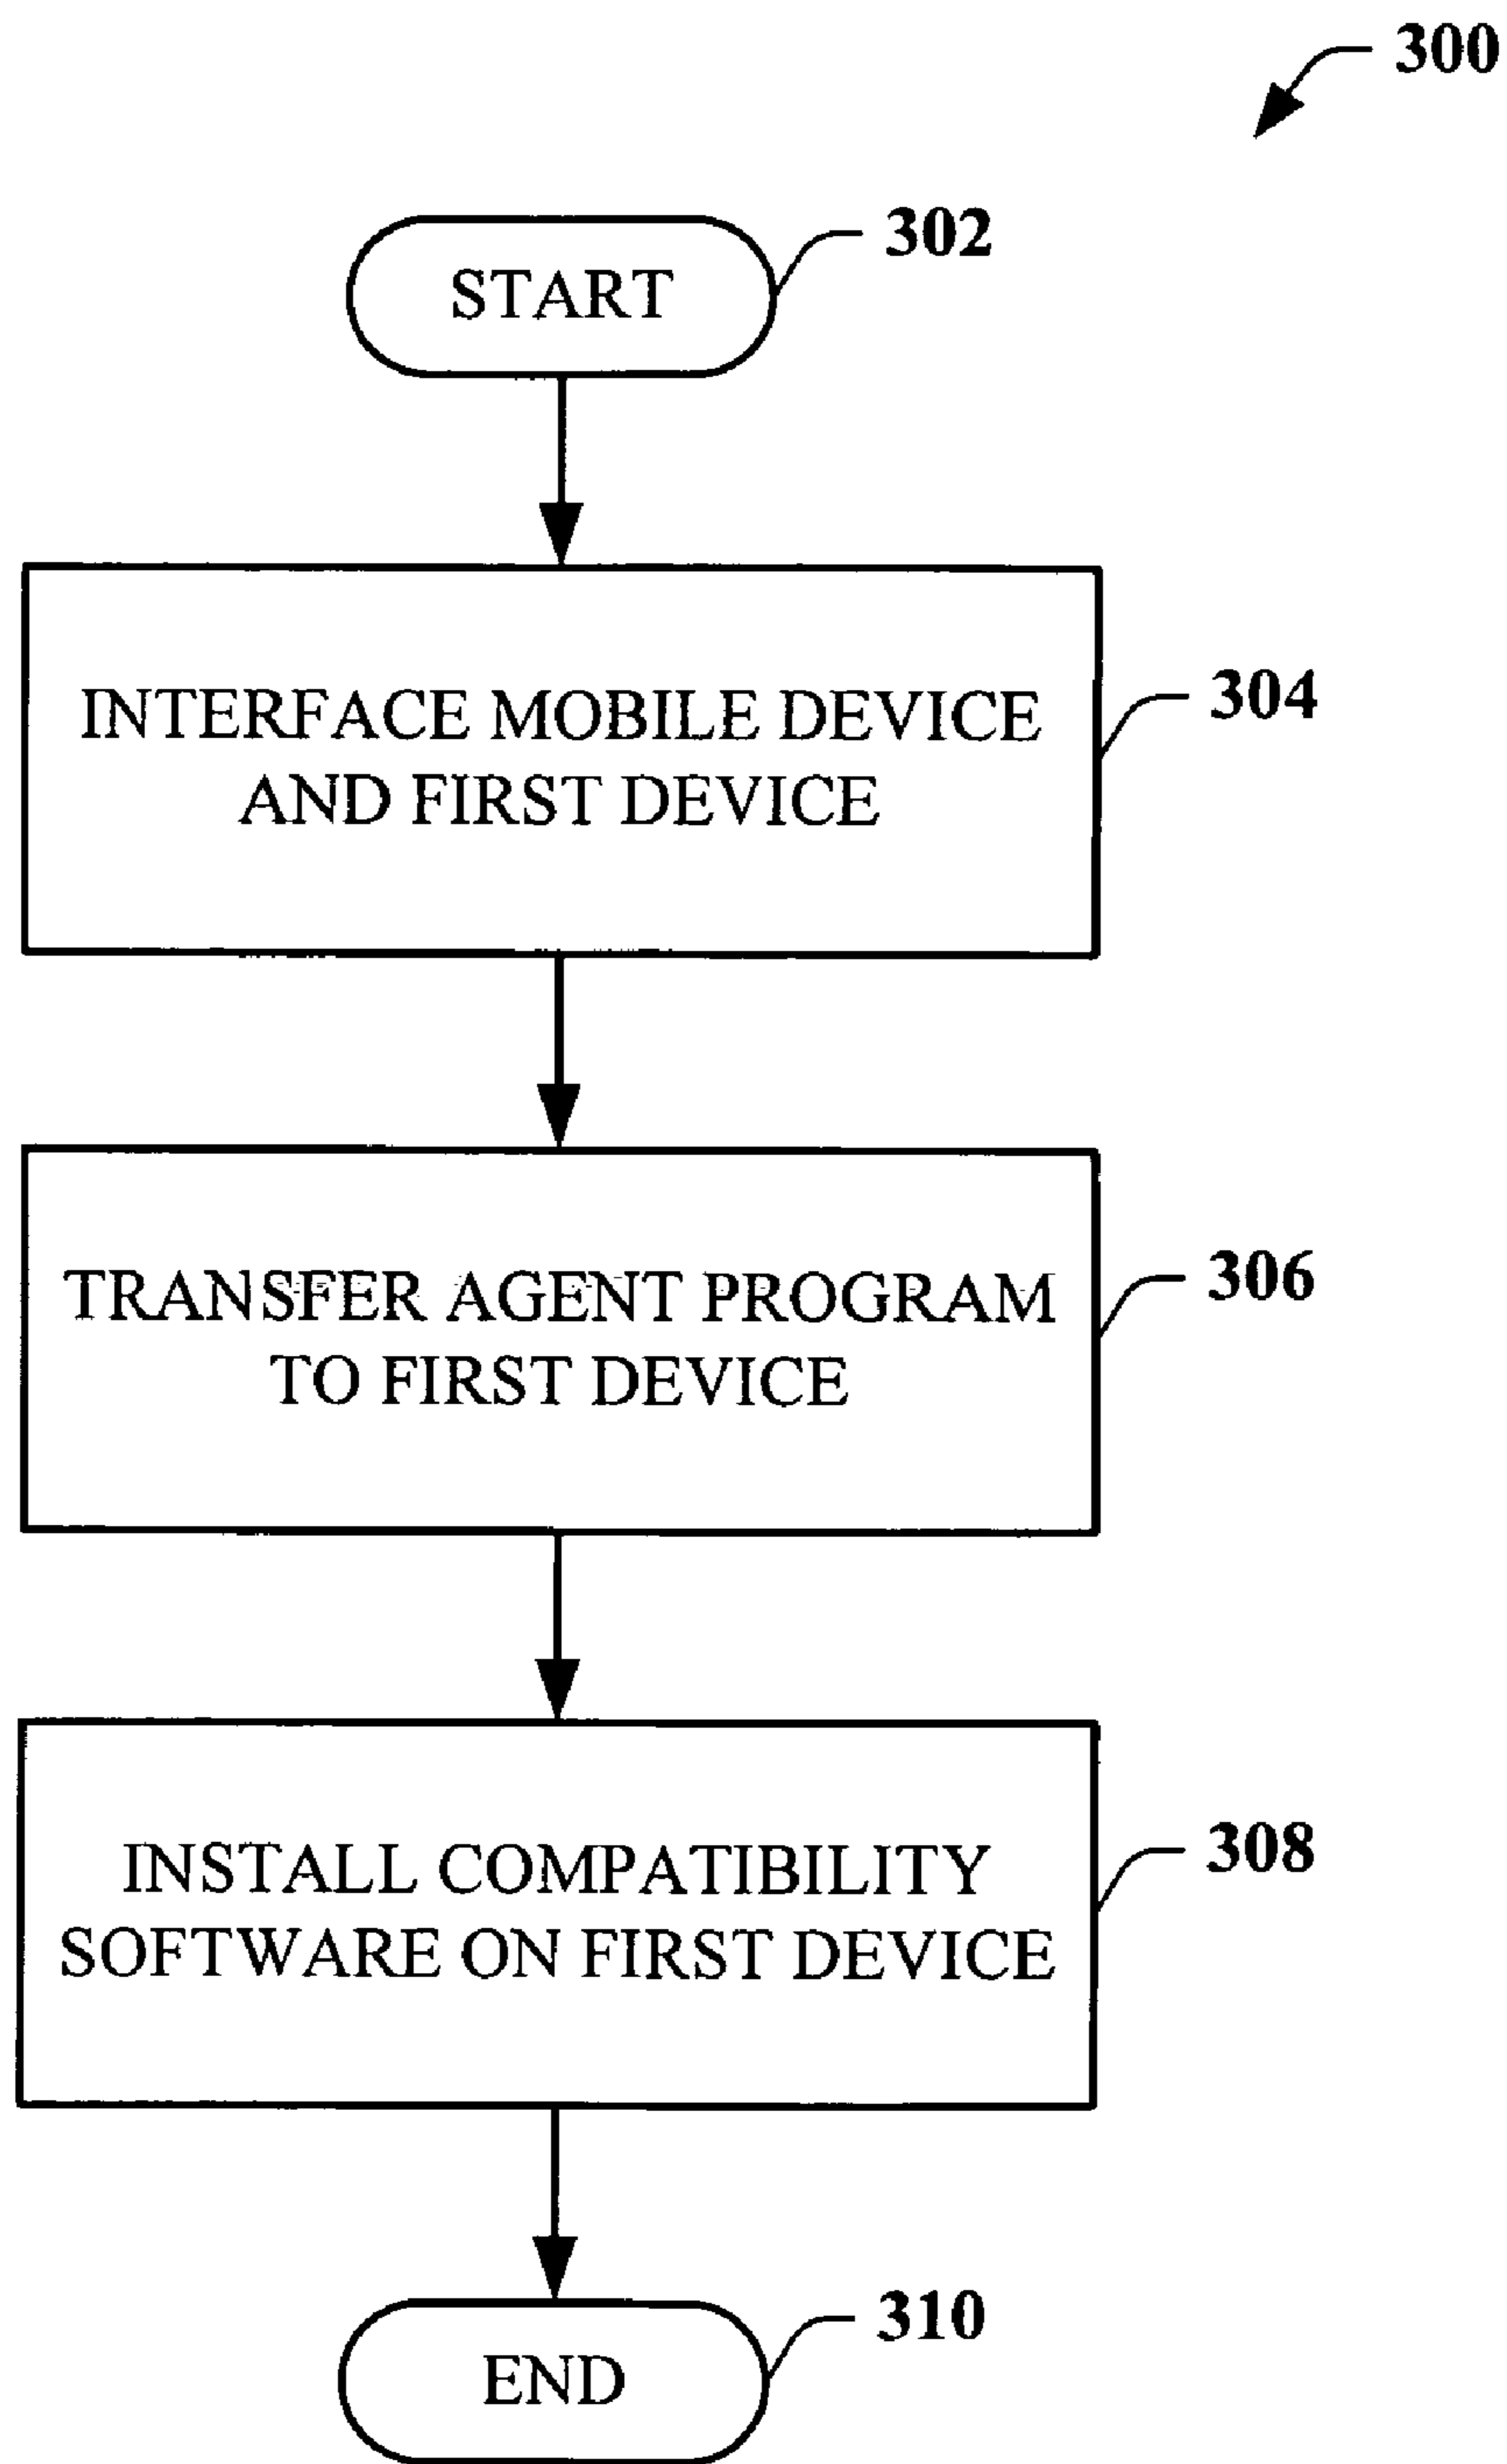 300
START
302
INTERFACE MOBILE DEVICE
AND FIRST DEVICE
304
TRANSFER AGENT PROGRAM
TO FIRST DEVICE
306
INSTALL COMPATIBILITY
SOFTWARE ON FIRST DEVICE
308
END
310